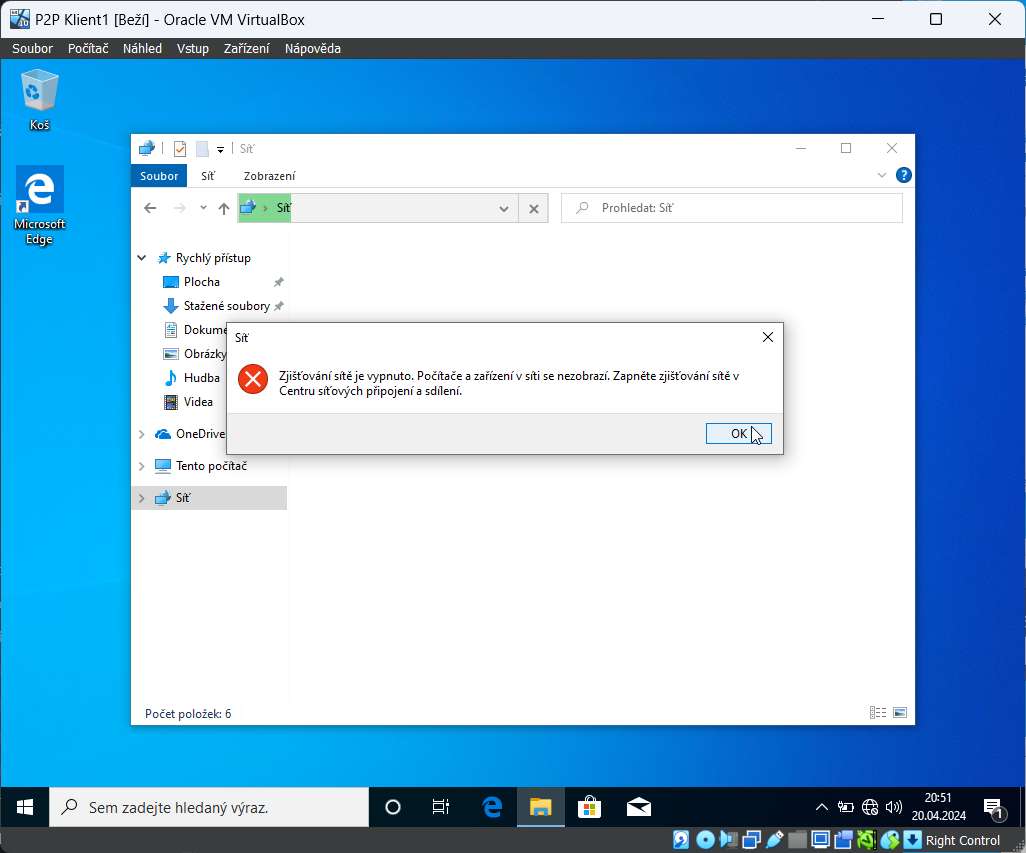 P2P Klient1 [Beží] - Oracle VM VirtualBox
Soubor Počítač Náhled Vstup Zařízení Nápověda
Koš
Microsoft
Edge
Síť
Soubor Síť Zobrazení
Síť
Prohledat: Síť
Rychlý přístup
Plocha
Stažené soubory
Dokume
Obrázky
Hudba
Videa
OneDrive
Tento počítač
Síť
Síť
Zjišťování sítě je vypnuto. Počítače a zařízení v síti se nezobrazí. Zapněte zjišťování sítě v
Centru síťových připojení a sdílení.
OK
Počet položek: 6
Sem zadejte hledaný výraz.
20:51
20.04.2024
1
Right Control